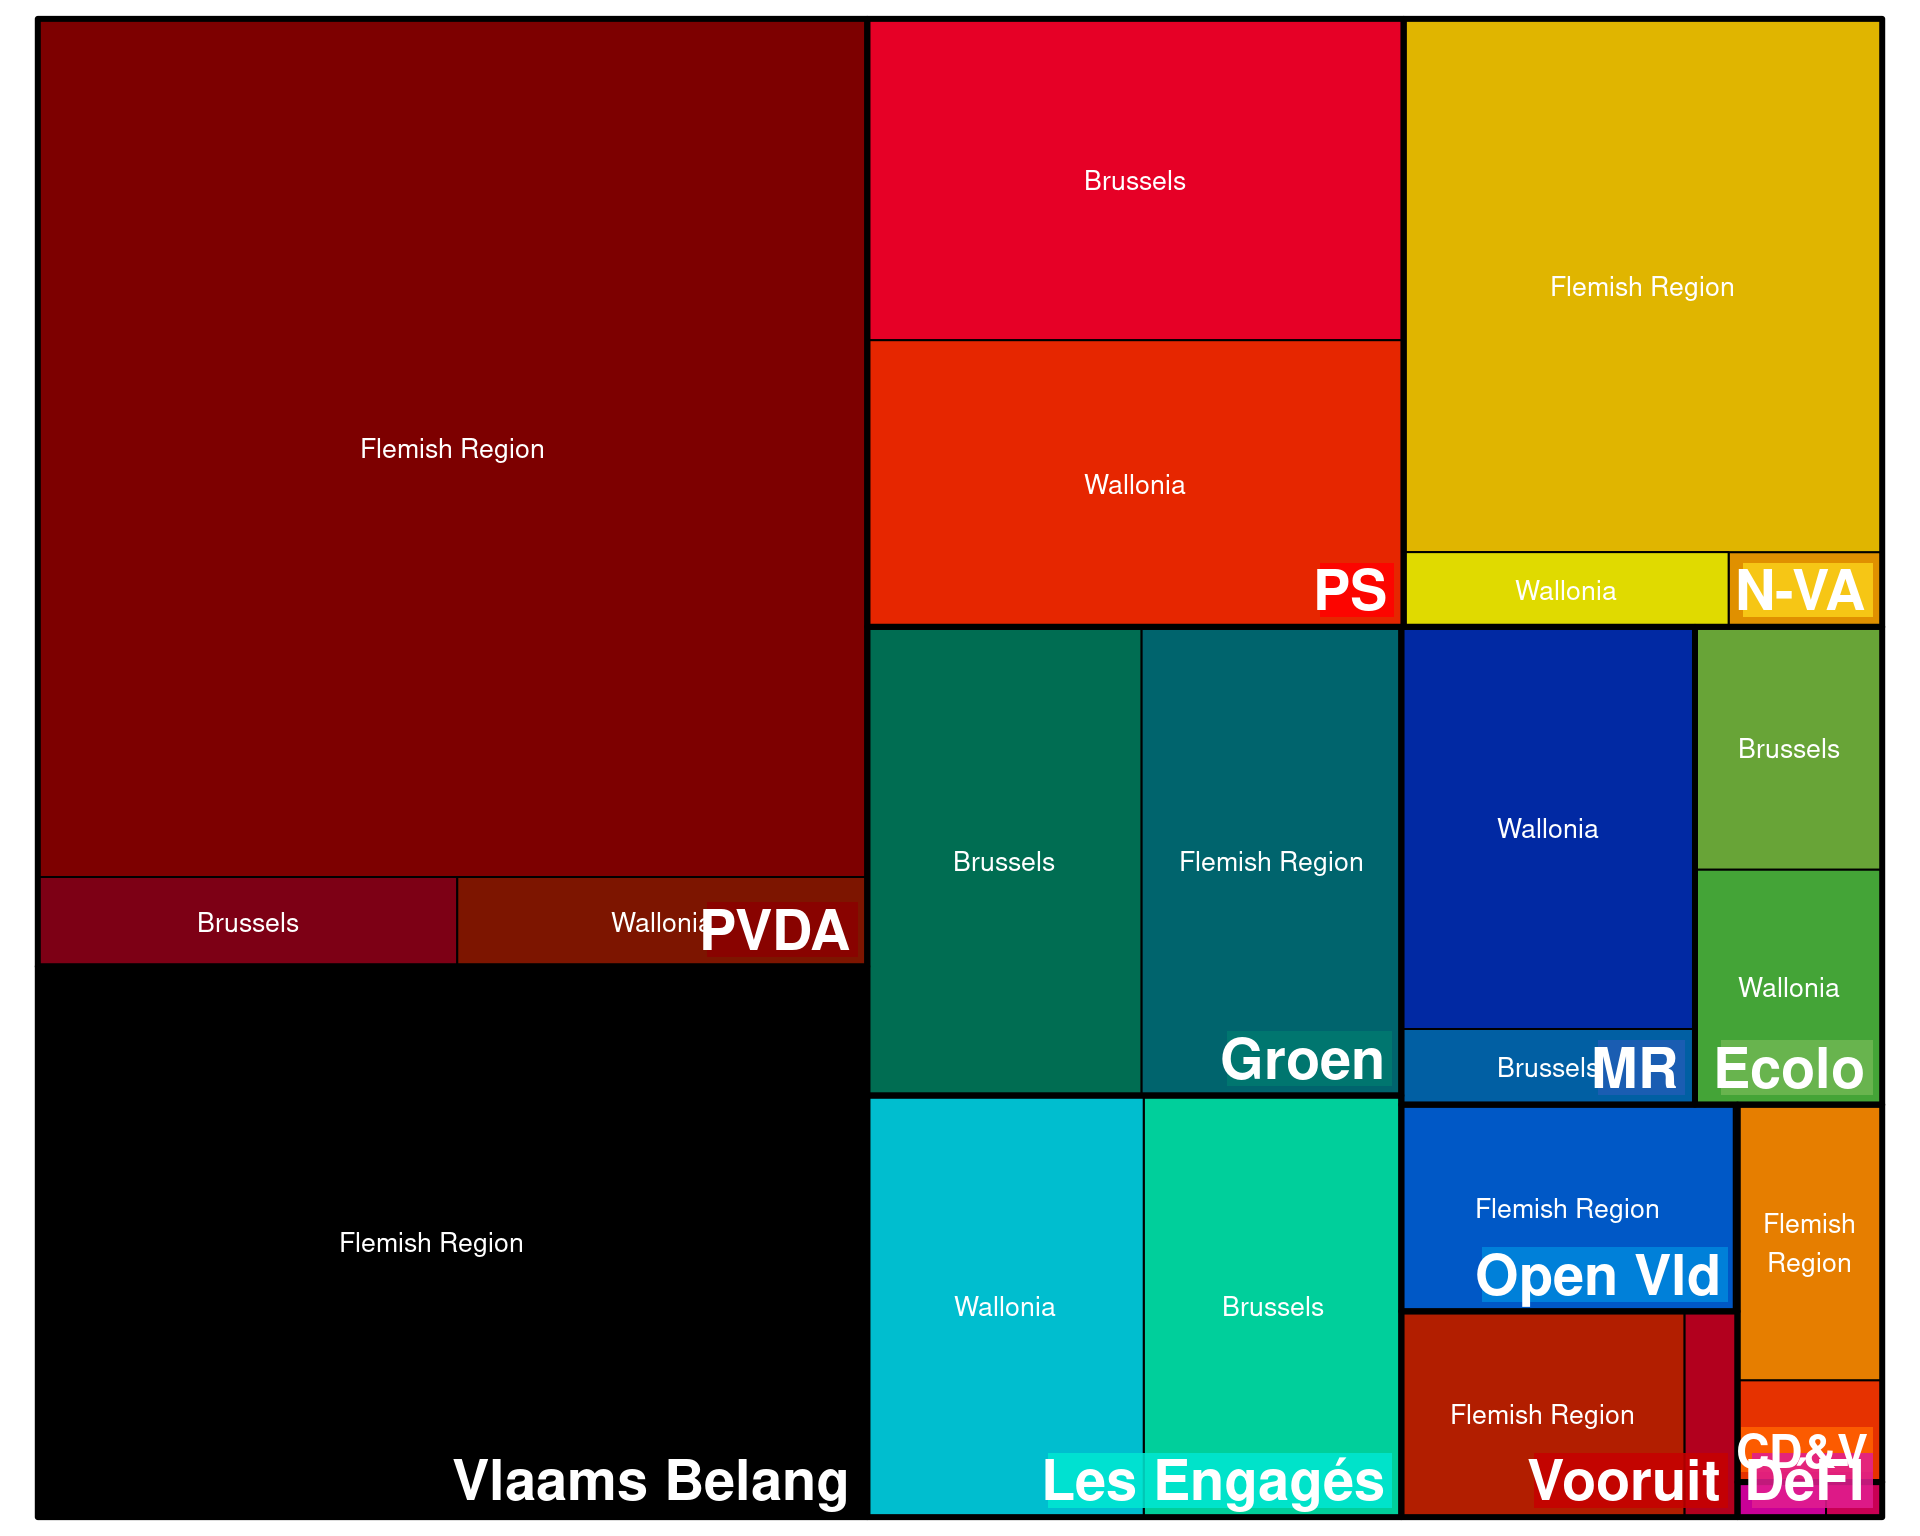 Flemish Region
Brussels
Wallonia
PVDA
Flemish Region
Vlaams Belang
Brussels
Wallonia
PS
Flemish Region
Wallonia
N-VA
Brussels
Flemish Region
Groen
Wallonia
Brussels
MR
Brussels
Wallonia
Ecolo
Wallonia
Brussels
Les Engagés
Flemish Region
Open Vld
Flemish Region
Vooruit
Flemish
Region
CD&V
DéFI